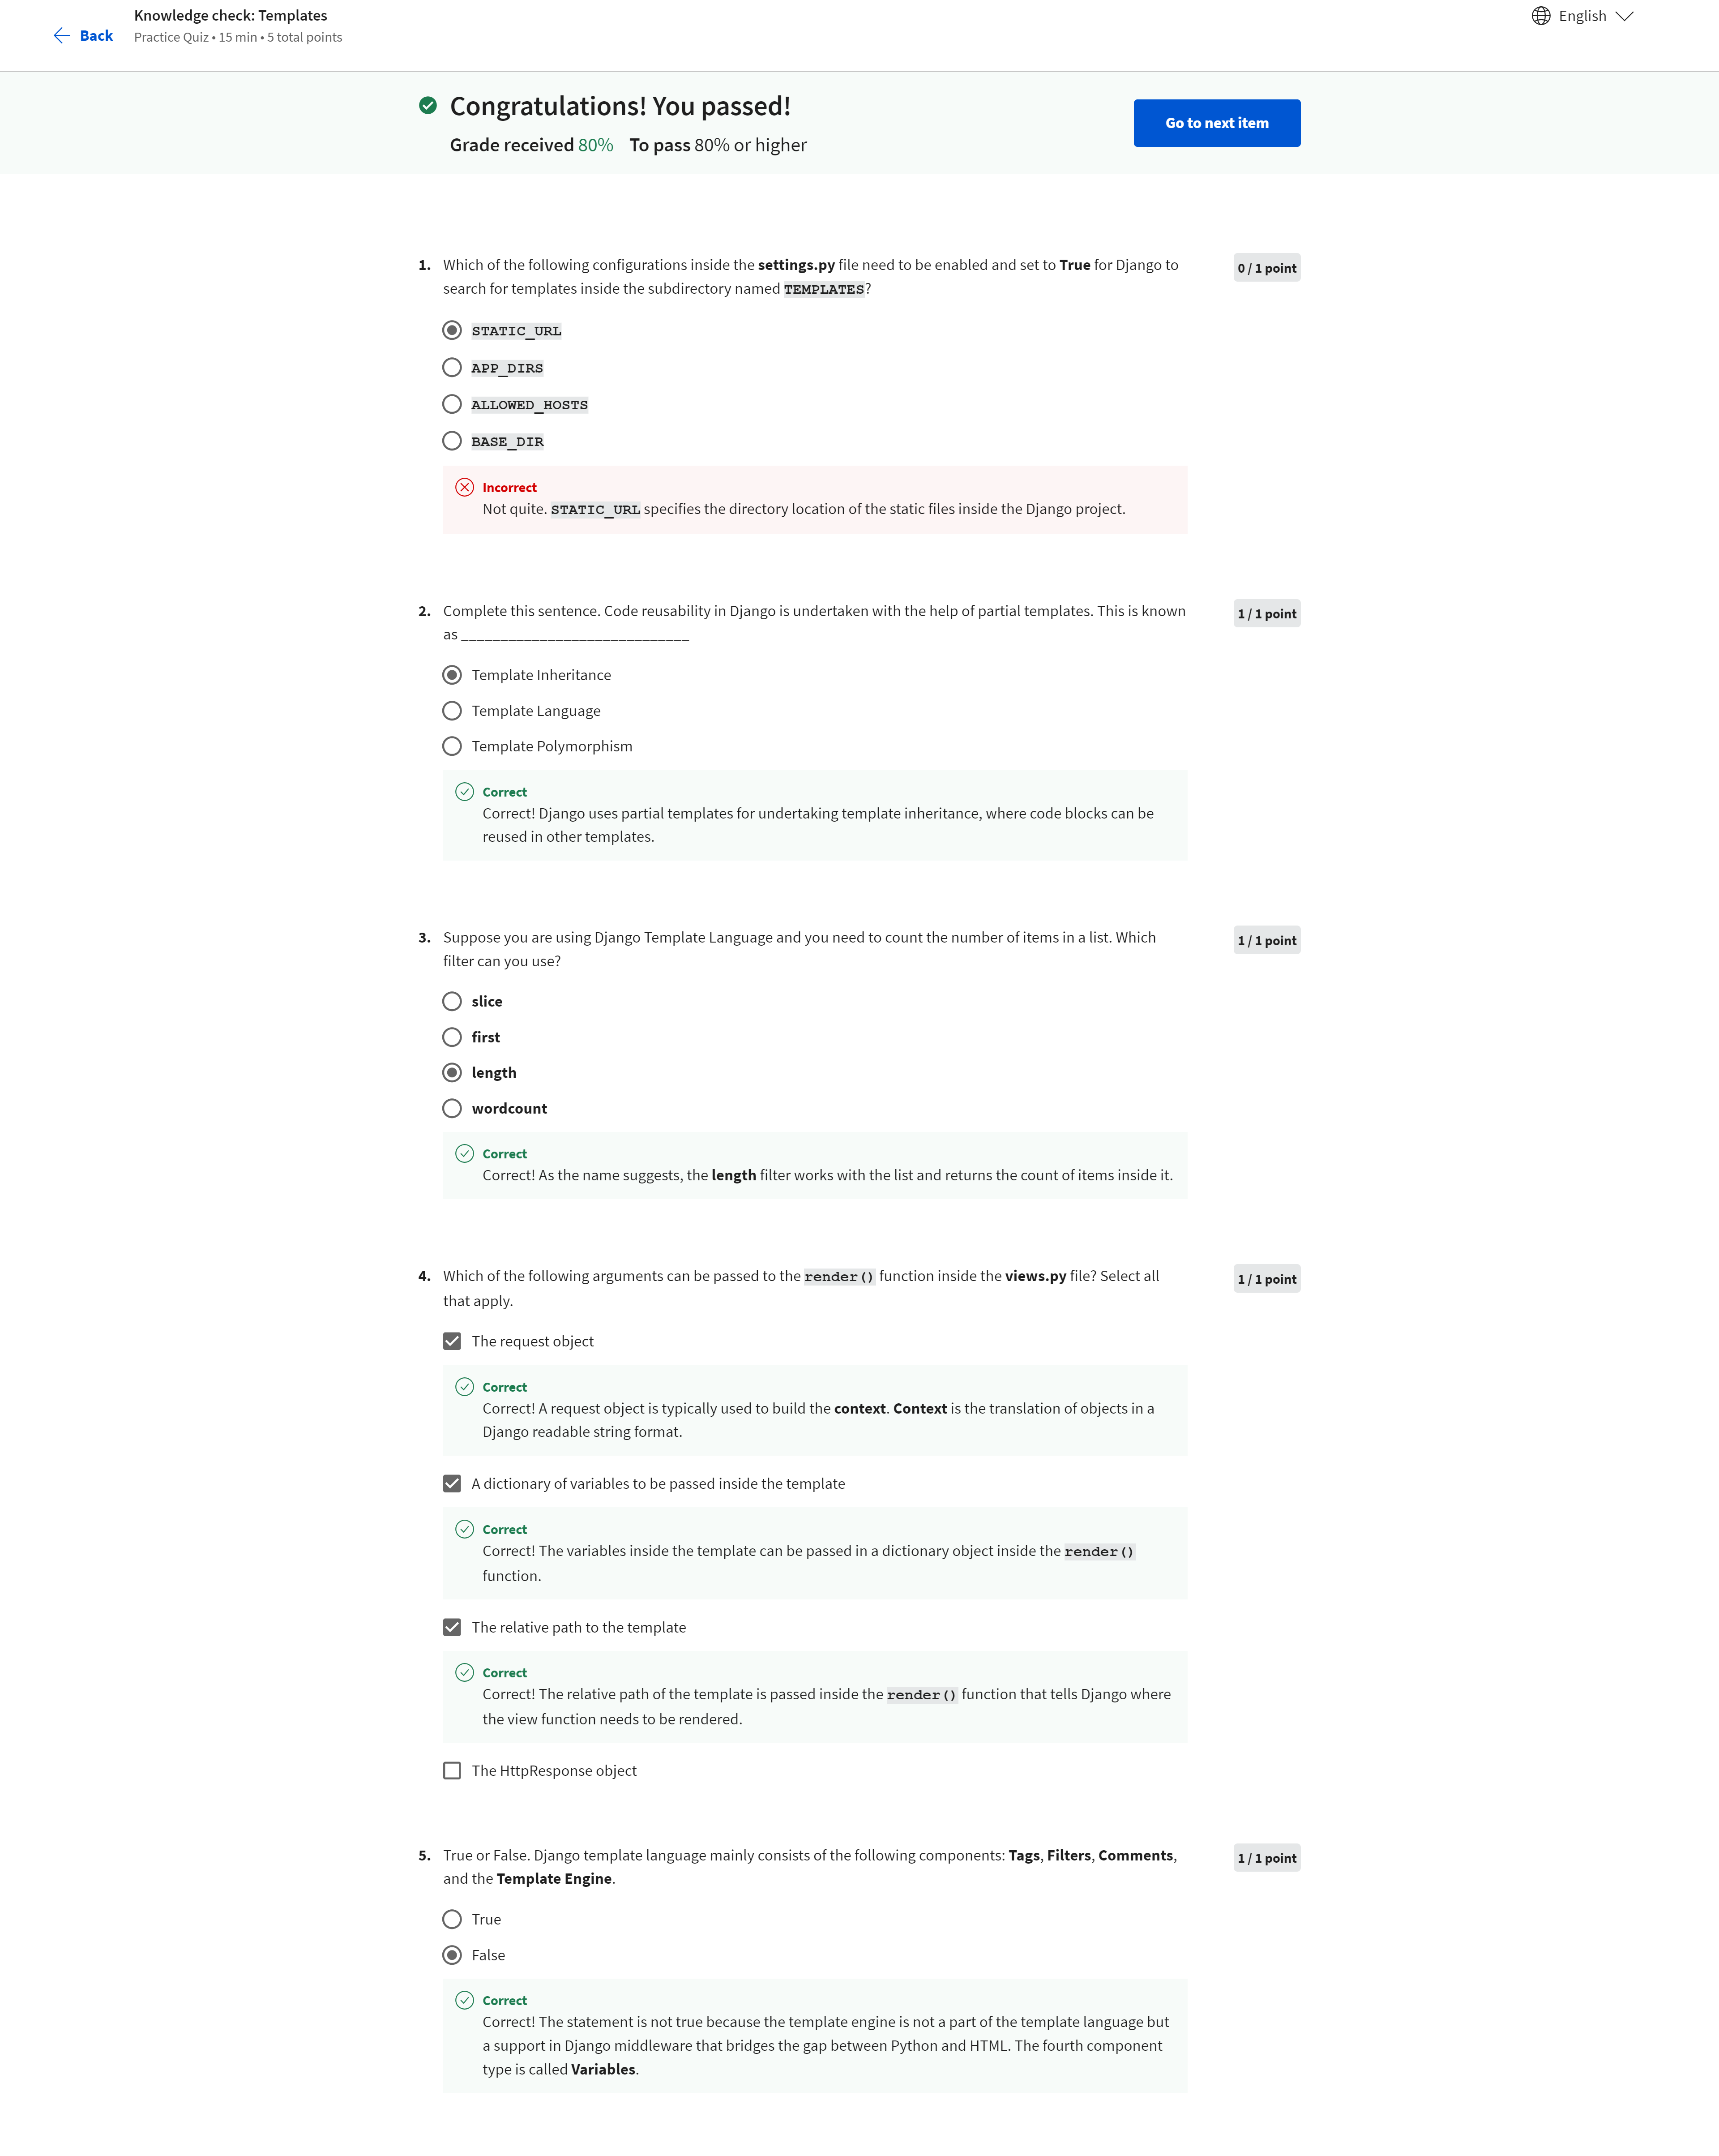 Back
Knowledge check: Templates
Practice Quiz • 15 min • 5 total points
English
Congratulations! You passed!
Grade received 80% To pass 80% or higher
Go to next item
1. Which of the following configurations inside the settings.py file need to be enabled and set to True for Django to
search for templates inside the subdirectory named TEMPLATES?
0 / 1 point
STATIC_URL
APP_DIRS
ALLOWED_HOSTS
BASE_DIR
Incorrect
Not quite. STATIC_URL specifies the directory location of the static files inside the Django project.
2. Complete this sentence. Code reusability in Django is undertaken with the help of partial templates. This is known
as _____________________________
1 / 1 point
Template Inheritance
Template Language
Template Polymorphism
Correct
Correct! Django uses partial templates for undertaking template inheritance, where code blocks can be
reused in other templates.
3. Suppose you are using Django Template Language and you need to count the number of items in a list. Which
filter can you use?
1 / 1 point
slice
first
length
wordcount
Correct
Correct! As the name suggests, the length filter works with the list and returns the count of items inside it.
4. Which of the following arguments can be passed to the render() function inside the views.py file? Select all
that apply.
1 / 1 point
The request object
Correct
Correct! A request object is typically used to build the context. Context is the translation of objects in a
Django readable string format.
A dictionary of variables to be passed inside the template
Correct
Correct! The variables inside the template can be passed in a dictionary object inside the render()
function.
The relative path to the template
Correct
Correct! The relative path of the template is passed inside the render() function that tells Django where
the view function needs to be rendered.
The HttpResponse object
5. True or False. Django template language mainly consists of the following components: Tags, Filters, Comments,
and the Template Engine.
1 / 1 point
True
False
Correct
Correct! The statement is not true because the template engine is not a part of the template language but
a support in Django middleware that bridges the gap between Python and HTML. The fourth component
type is called Variables.